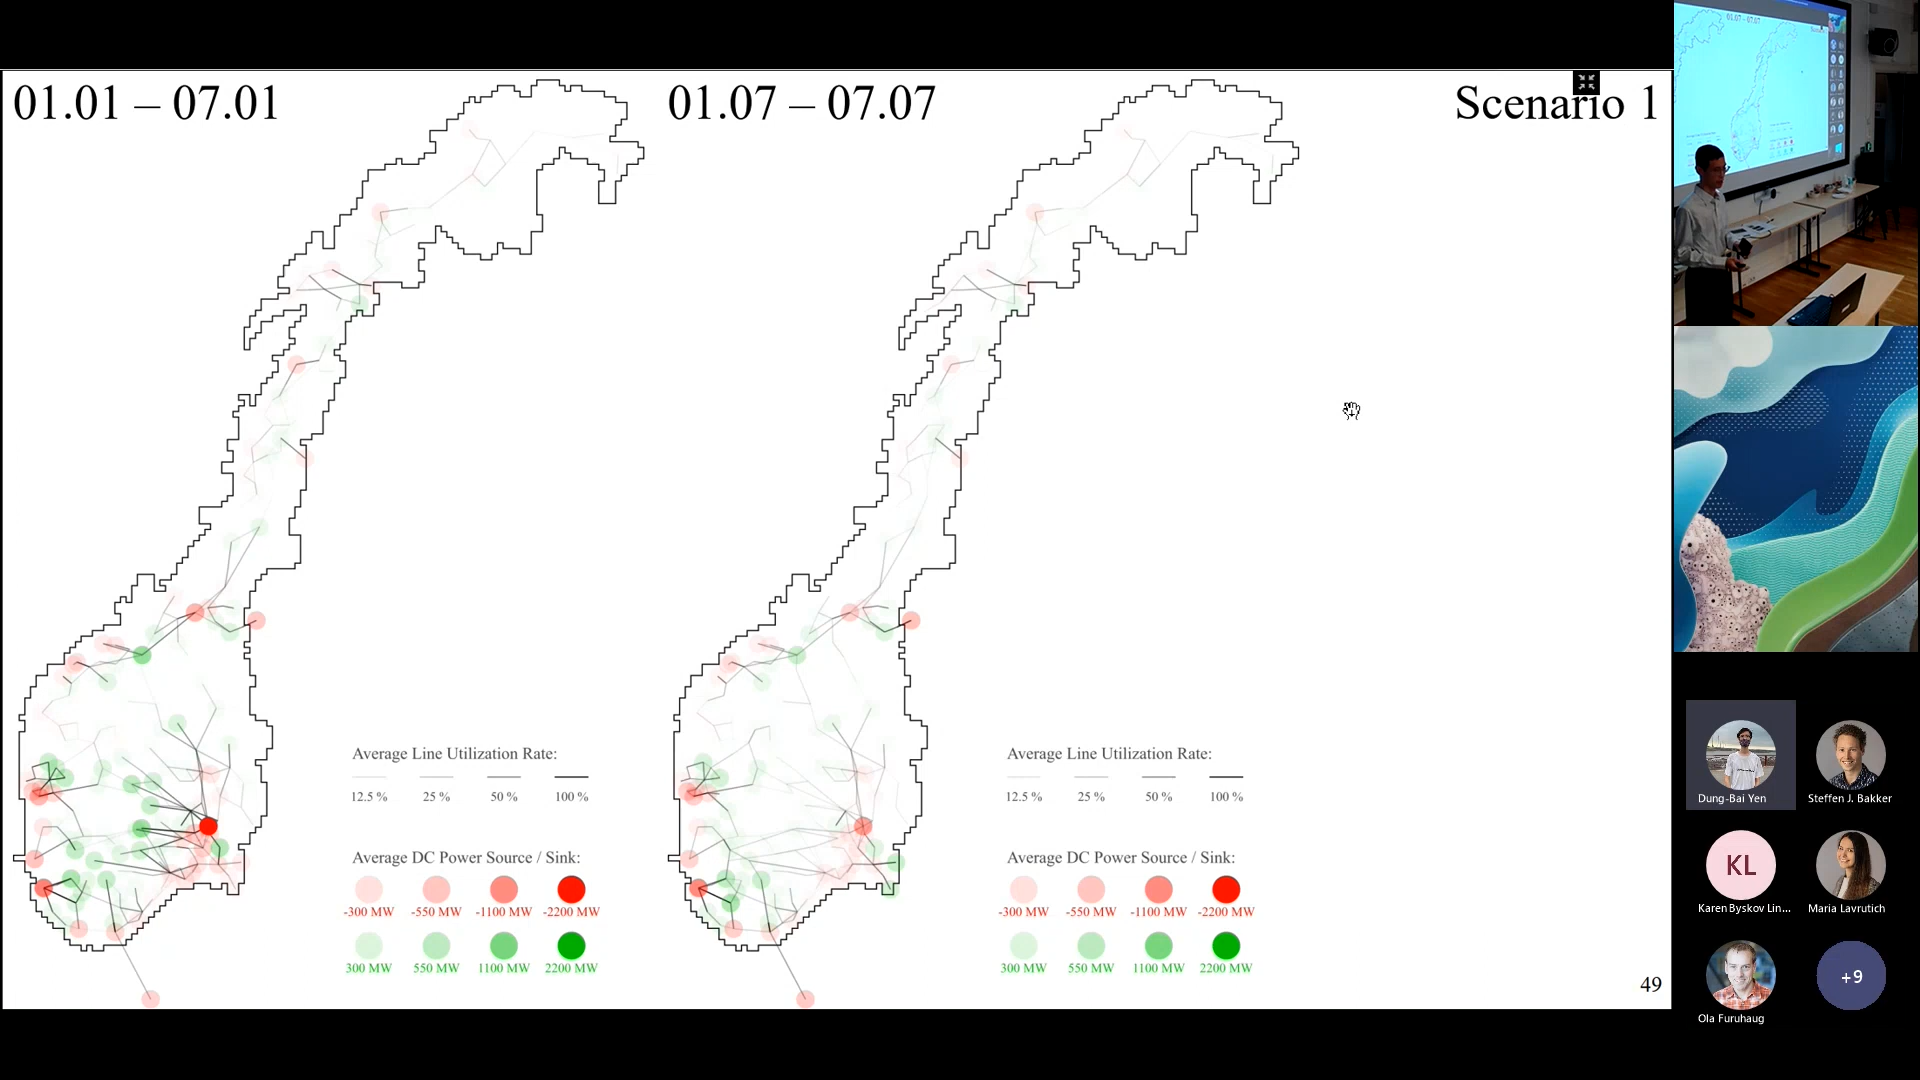 01.01 – 07.01
01.07 – 07.07
Scenario 1
Average Line Utilization Rate:
12.5 % 25 % 50 % 100 %
Average DC Power Source / Sink:
-300 MW -550 MW -1100 MW -2200 MW
300 MW 550 MW 1100 MW 2200 MW
Average Line Utilization Rate:
12.5 % 25 % 50 % 100 %
Average DC Power Source / Sink:
-300 MW -550 MW -1100 MW -2200 MW
300 MW 550 MW 1100 MW 2200 MW
49
01.07 - 07.07
Dung-Bai Yen
Steffen J. Bakker
KL
Karen Byskov Lin...
Maria Lavrutich
Ola Furuhaug
+9